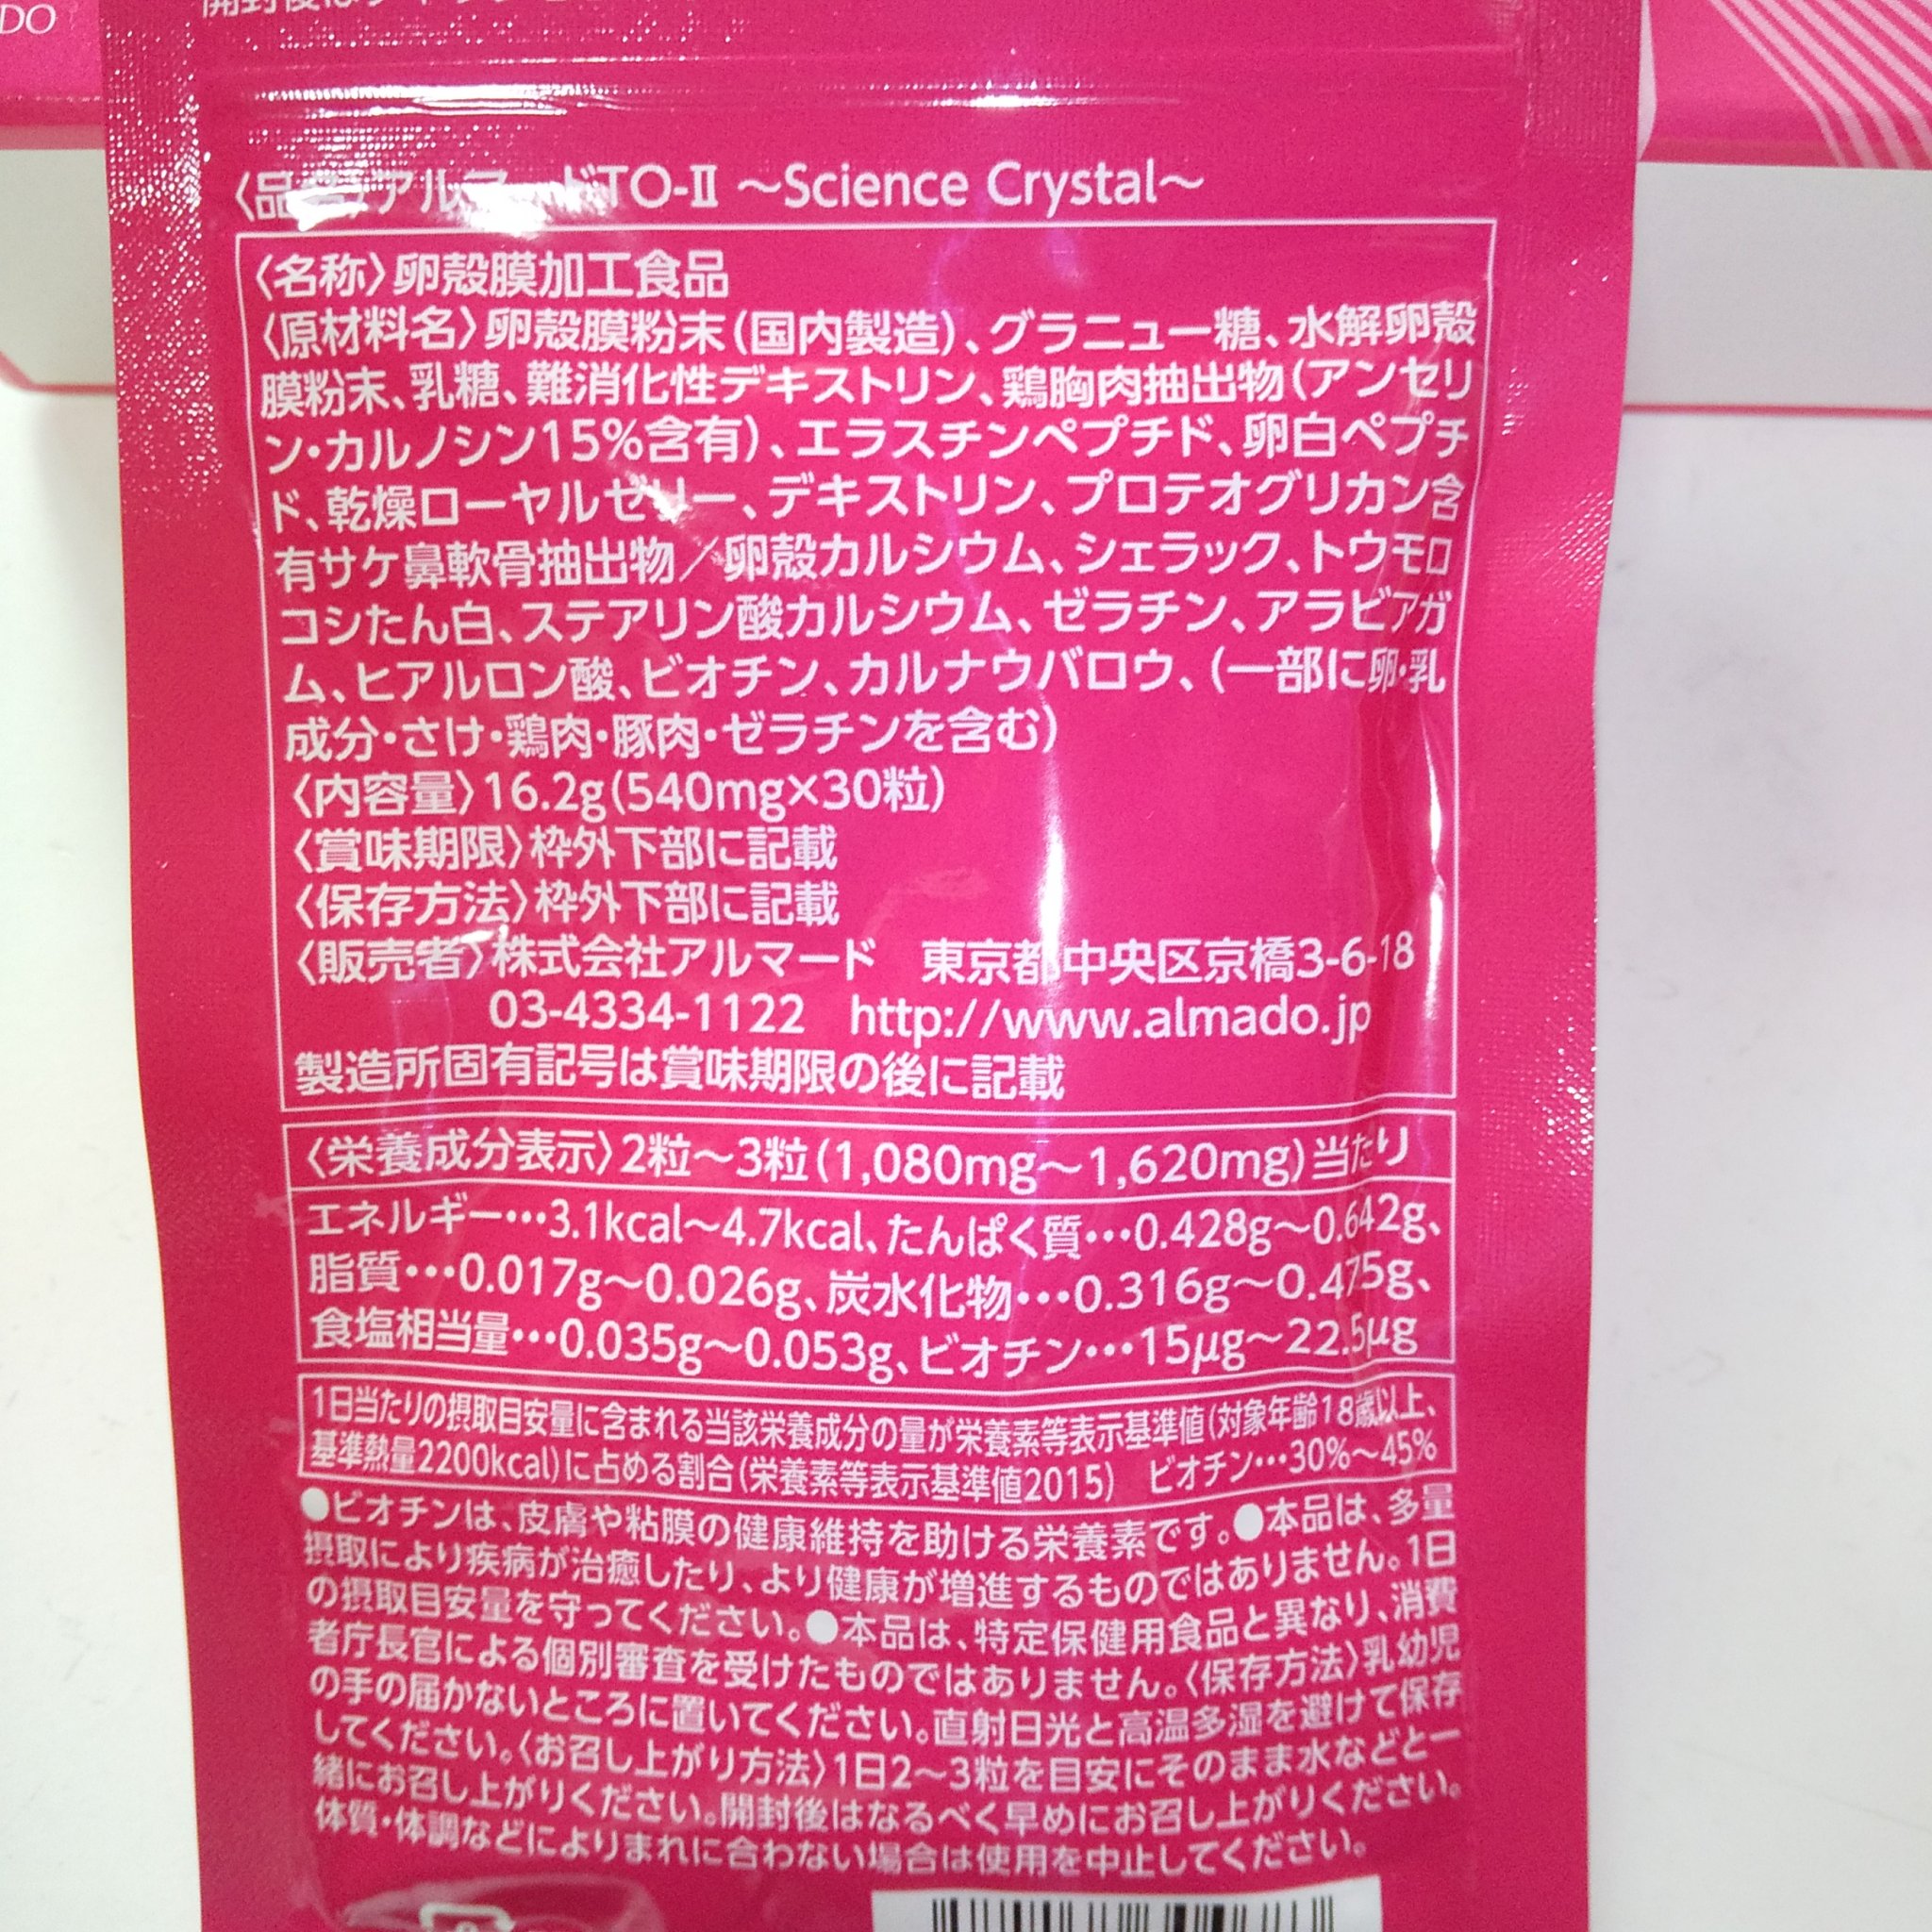 DO
〈品名〉アルマードTO-Ⅱ ～Science Crystal～
〈名称〉卵殻膜加工食品
〈原材料名〉卵殻膜粉末（国内製造）、グラニュー糖、水解卵殻
膜粉末、乳糖、難消化性デキストリン、鶏胸肉抽出物（アンセリ
ン・カルノシン15%含有）、エラスチンペプチド、卵白ペプチ
ド、乾燥ローヤルゼリー、デキストリン、プロテオグリカン含
有サケ鼻軟骨抽出物／卵殻カルシウム、シェラック、トウモロ
コシたん白、ステアリン酸カルシウム、ゼラチン、アラビアガ
ム、ヒアルロン酸、ビオチン、カルナウバロウ、（一部に卵・乳
成分・さけ・鶏肉・豚肉・ゼラチンを含む）
〈内容量〉16.2g(540mg×30粒)
〈賞味期限〉枠外下部に記載
〈保存方法〉枠外下部に記載
〈販売者〉株式会社アルマード　東京都中央区京橋3-6-18
03-4334-1122　http://www.almado.jp
製造所固有記号は賞味期限の後に記載
〈栄養成分表示〉2粒～3粒(1,080mg～1,620mg)当たり
エネルギー…3.1kcal～4.7kcal、たんぱく質…0.428g～0.642g、
脂質…0.017g～0.026g、炭水化物…0.316g～0.475g、
食塩相当量…0.035g～0.053g、ビオチン…15μg～22.5μg
1日当たりの摂取目安量に含まれる当該栄養成分の量が栄養素等表示基準値(対象年齢18歳以上、
基準熱量2200kcal)に占める割合(栄養素等表示基準値2015)　ビオチン…30%～45%
●ビオチンは、皮膚や粘膜の健康維持を助ける栄養素です。●本品は、多量
摂取により疾病が治癒したり、より健康が増進するものではありません。1日
の摂取目安量を守ってください。●本品は、特定保健用食品と異なり、消費
者庁長官による個別審査を受けたものではありません。〈保存方法〉乳幼児
の手の届かないところに置いてください。直射日光と高温多湿を避けて保存
してください。〈お召し上がり方法〉1日2～3粒を目安にそのまま水などと一
緒にお召し上がりください。開封後はなるべく早めにお召し上がりください。
体質・体調などによりまれに合わない場合は使用を中止してください。